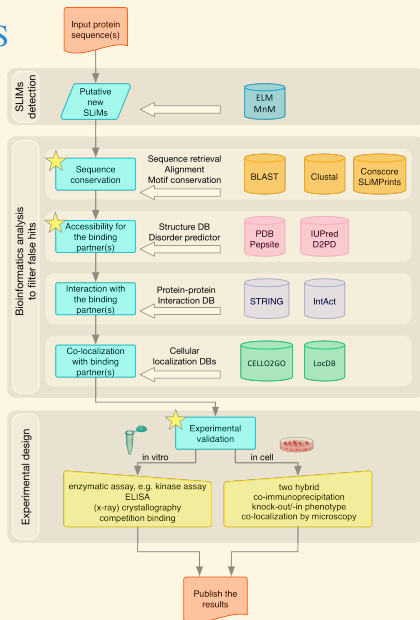 s
Input protein
sequence(s)
SLiMs
detection
Putative
new
SLiMs
ELM
MnM
Bioinformatics analysis
to filter false hits
Sequence
conservation
Sequence retrieval
Alignment
Motif conservation
BLAST
Clustal
Conscore
SLiMPrints
Accessibility for the
binding
partner(s)
Structure DB
Disorder predictor
PDB
Pepsite
IUPred
D2PD
Interaction with
the binding
partner(s)
Protein-protein
Interaction DB
STRING
IntAct
Co-localization
with binding
partner(s)
Cellular
localization DBs
CELLO2GO
LocDB
Experimental design
Experimental
validation
in vitro
in cell
enzymatic assay, e.g. kinase assay
ELISA
(x-ray) crystallography
competition binding
two hybrid
co-immunoprecipitation
knock-out/-in phenotype
co-localization by microscopy
Publish the
results